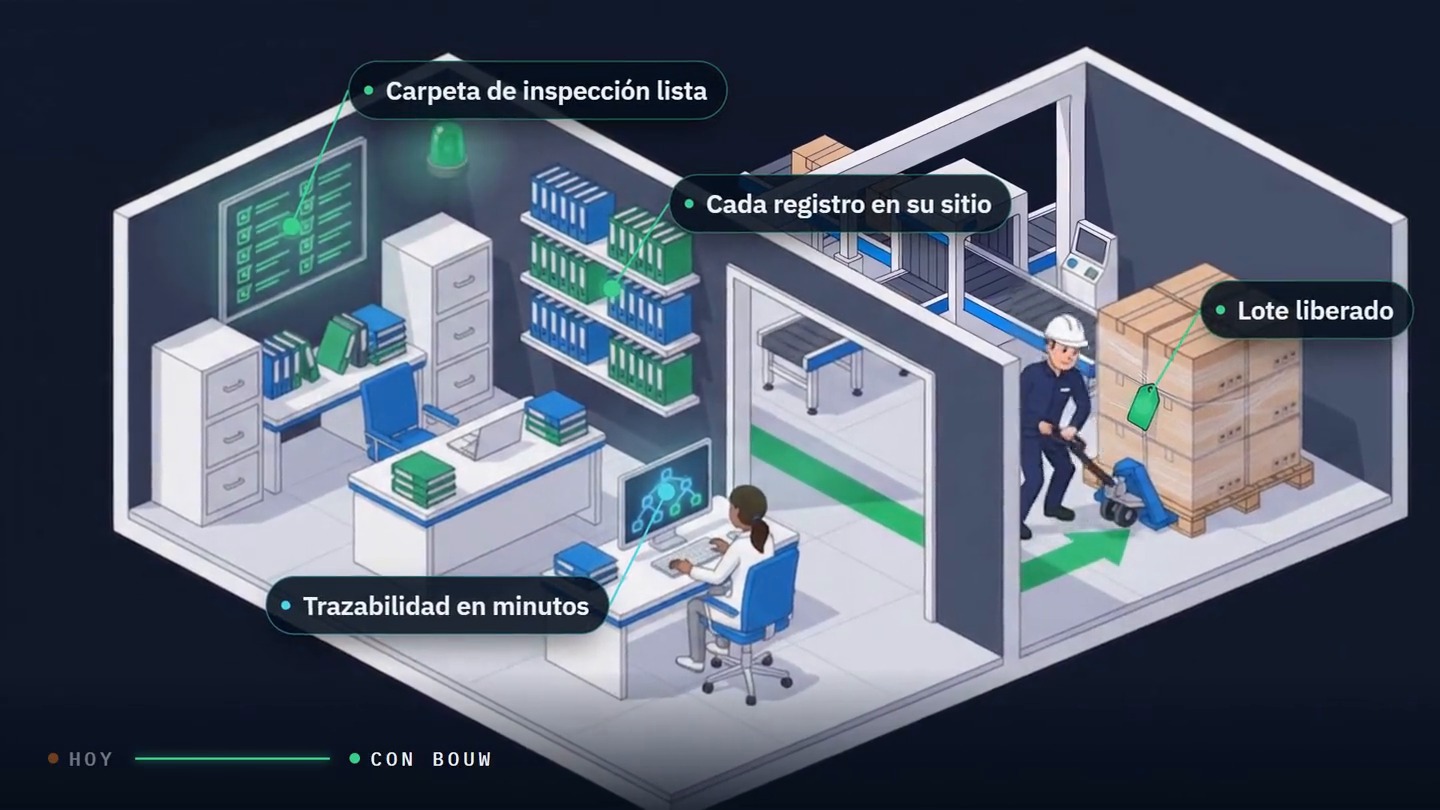 Carpeta de inspección lista
Cada registro en su sitio
Lote liberado
Trazabilidad en minutos
HOY
CON BOUW